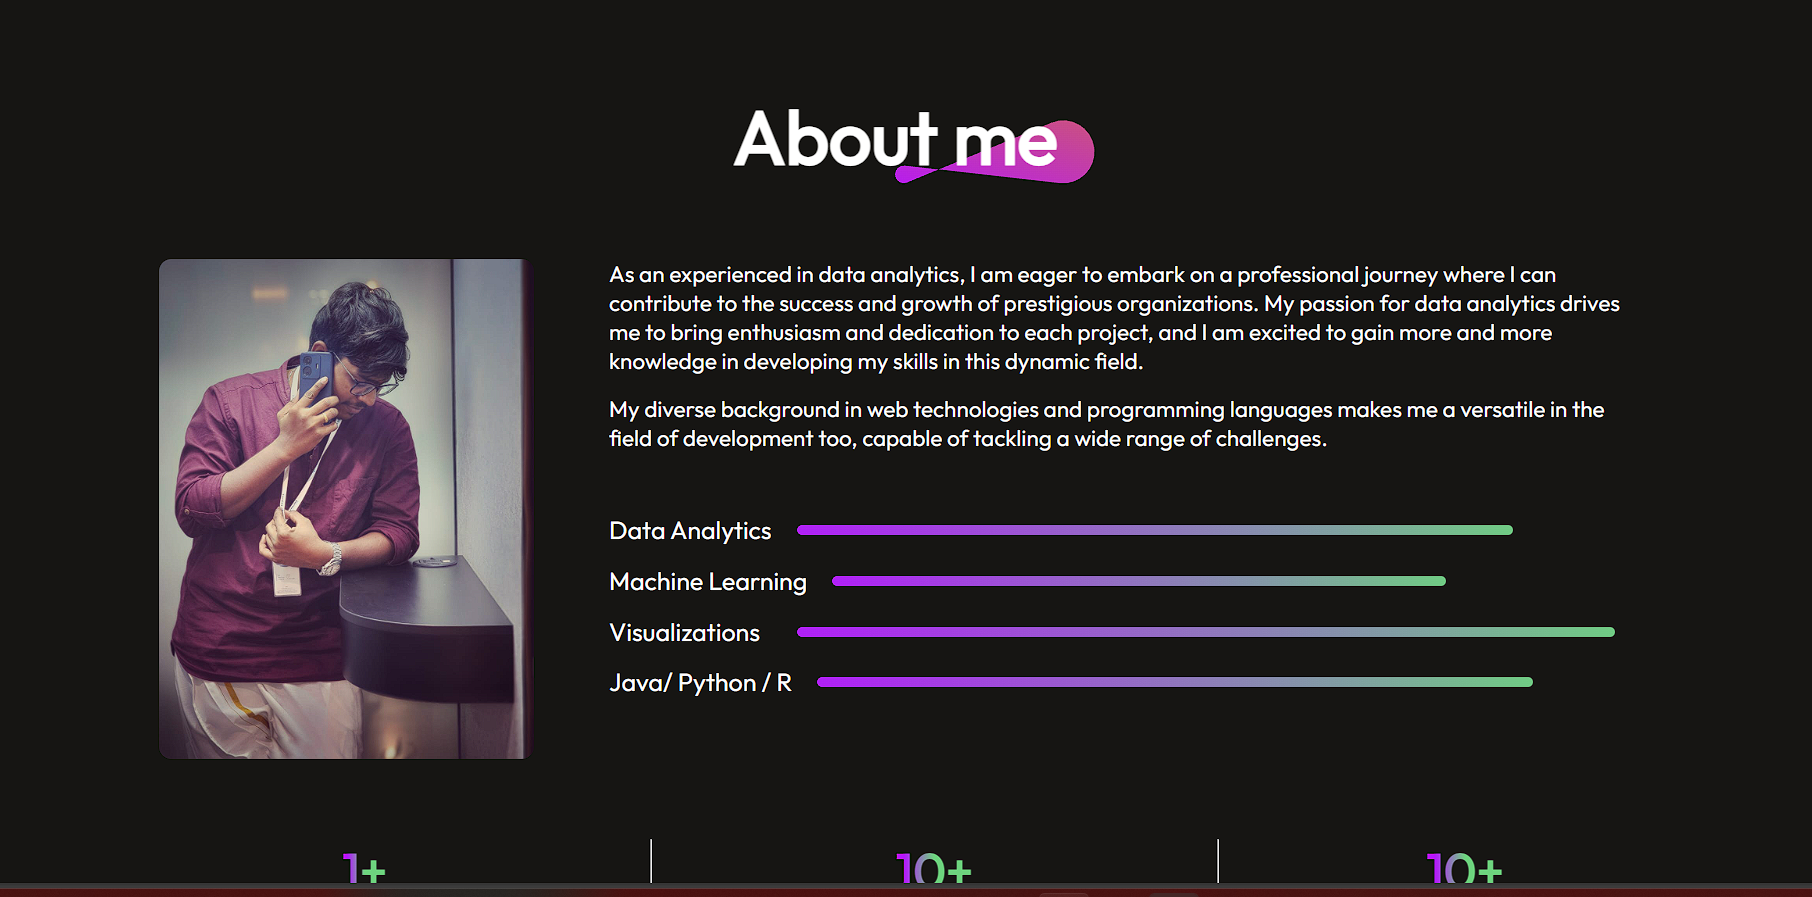 About me
As an experienced in data analytics, I am eager to embark on a professional journey where I can
contribute to the success and growth of prestigious organizations. My passion for data analytics drives
me to bring enthusiasm and dedication to each project, and I am excited to gain more and more
knowledge in developing my skills in this dynamic field.
My diverse background in web technologies and programming languages makes me a versatile in the
field of development too, capable of tackling a wide range of challenges.
Data Analytics
Machine Learning
Visualizations
Java/ Python / R
1+
10+
10+